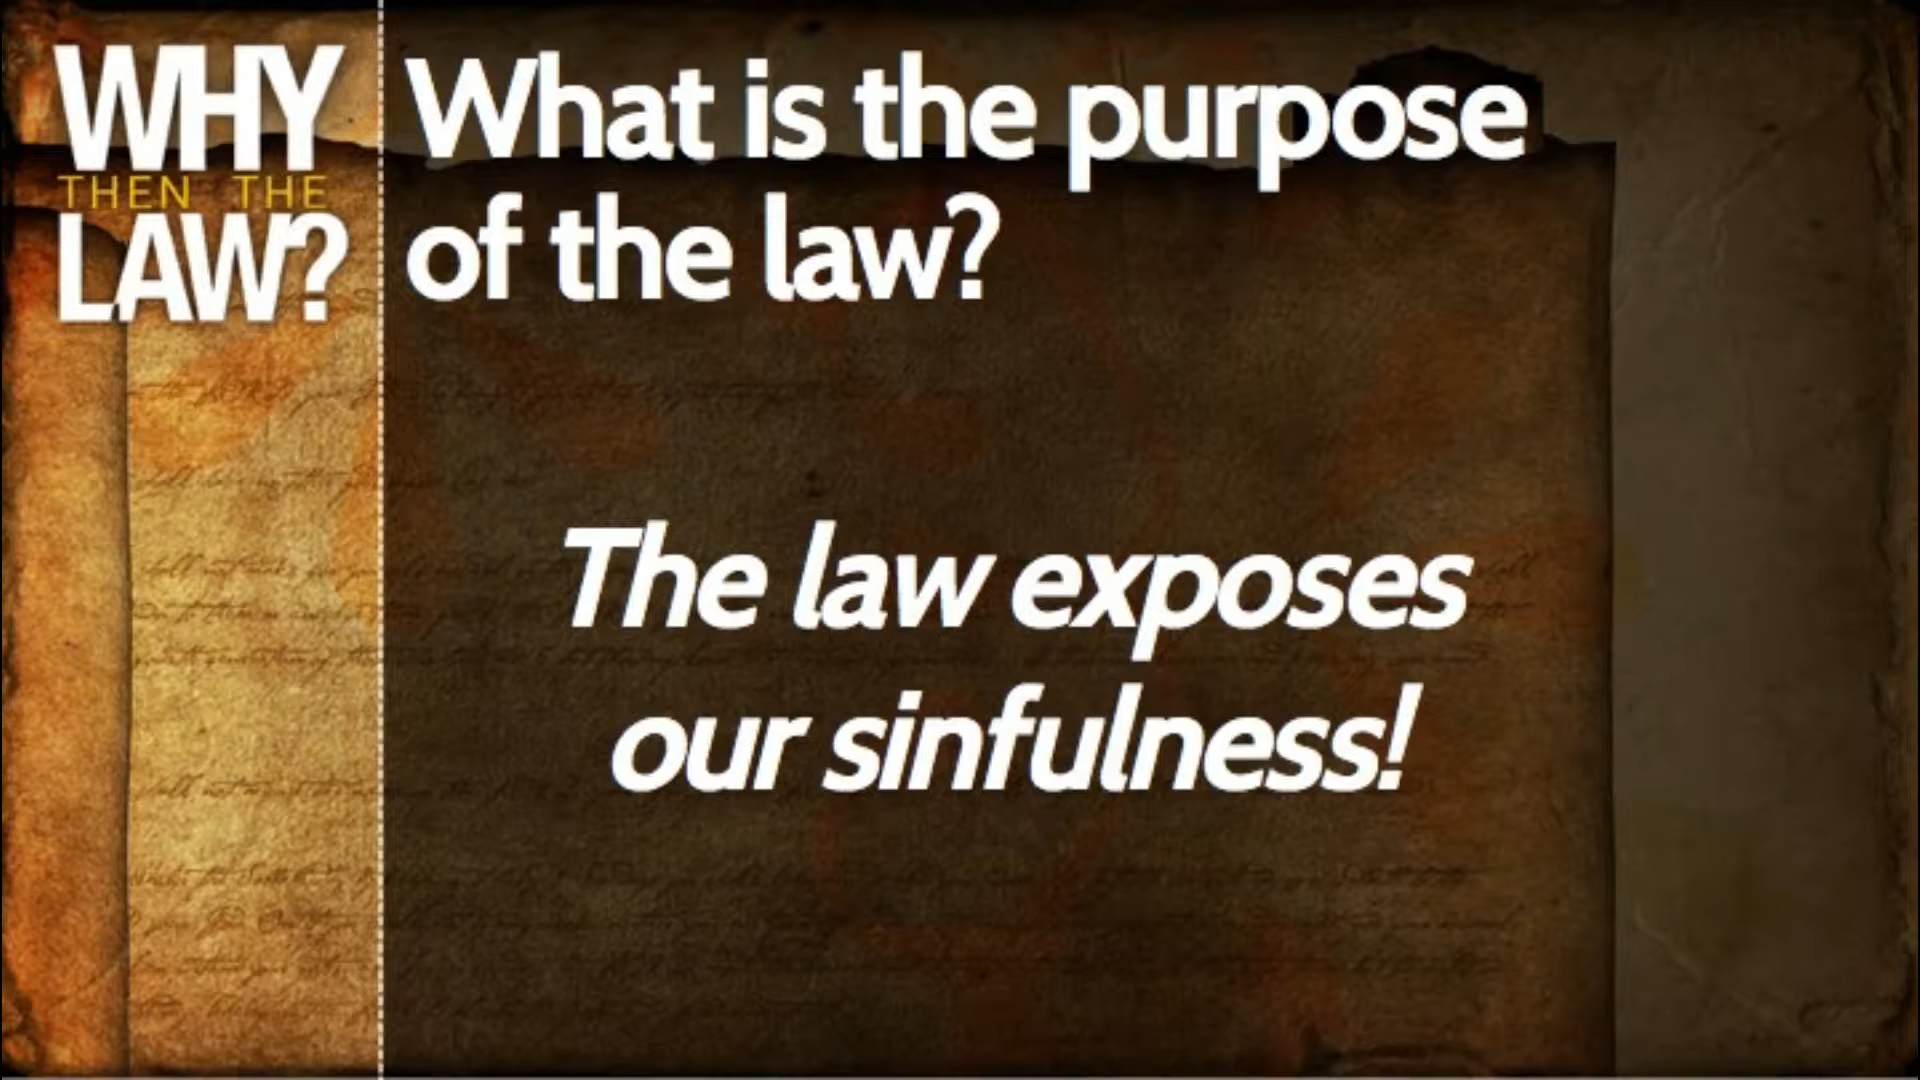 WHY
THEN THE
LAW?
What is the purpose
of the law?
The law exposes
our sinfulness!